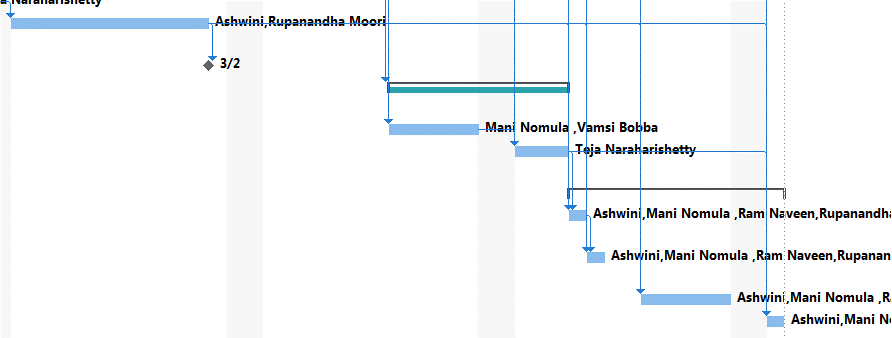 a Naraharishetty
Ashwini,Rupanandha Moori
3/2
Mani Nomula ,Vamsi Bobba
Teja Naraharishetty
Ashwini,Mani Nomula ,Ram Naveen,Rupanandha
Ashwini,Mani Nomula ,Ram Naveen,Rupanan
Ashwini,Mani Nomula ,R
Ashwini,Mani N